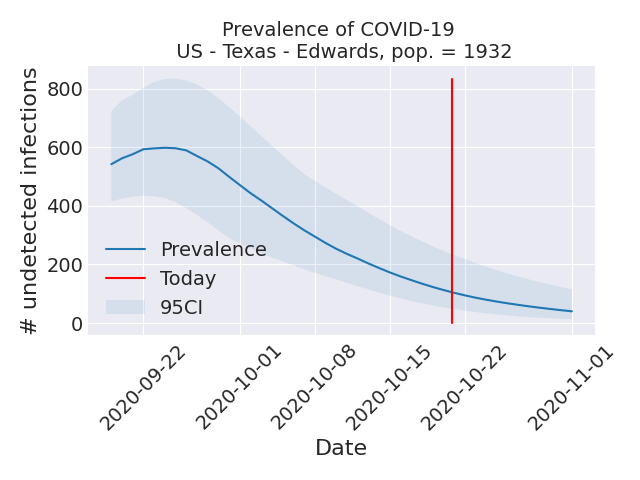 Prevalence of COVID-19
US - Texas - Edwards, pop. = 1932
# undetected infections
800
600
400
200
0
Prevalence
Today
95CI
2020-09-22
2020-10-01
2020-10-08
2020-10-15
2020-10-22
2020-11-01
Date